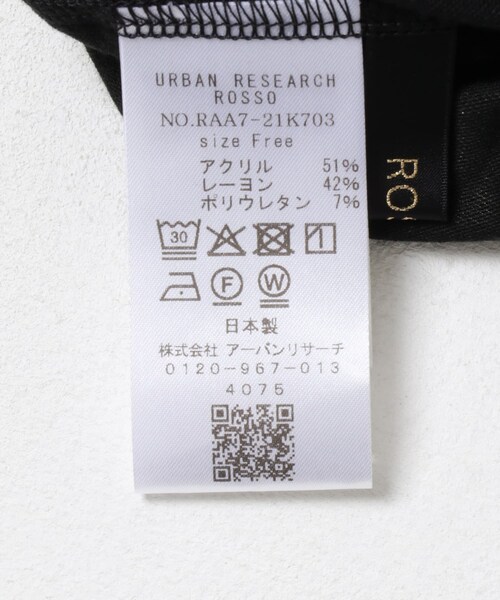 URBAN RESEARCH
ROSSO
NO.RAA7-21K703
size Free
アクリル 51%
レーヨン 42%
ポリウレタン 7%
30
F W
日本製
株式会社 アーバンリサーチ
0120-967-013
4075
ROS